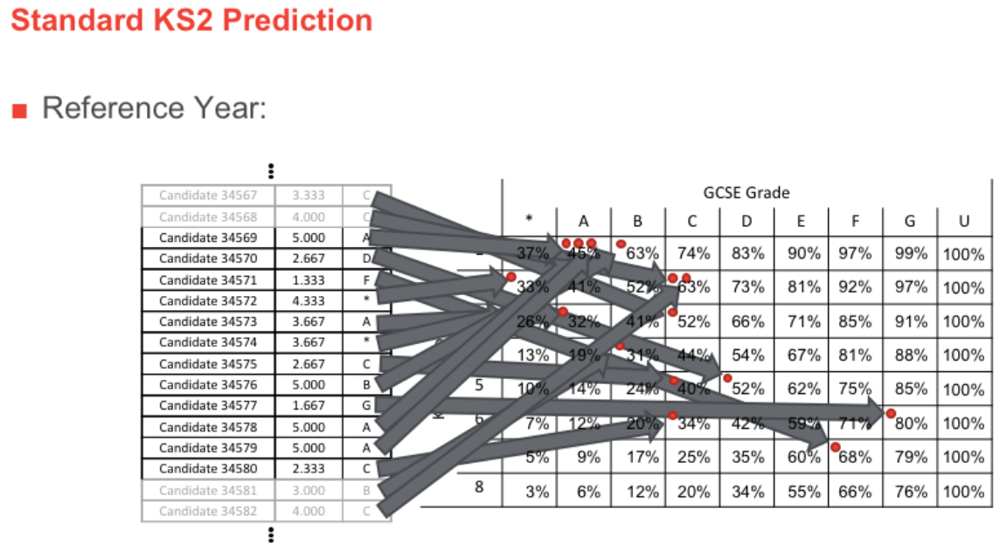 Standard KS2 Prediction
Reference Year:
Candidate 34567 3.333 C
Candidate 34568 4.000 C
Candidate 34569 5.000 A
Candidate 34570 2.667 D
Candidate 34571 1.333 F
Candidate 34572 4.333 *
Candidate 34573 3.667 A
Candidate 34574 3.667 *
Candidate 34575 2.667 C
Candidate 34576 5.000 B
Candidate 34577 1.667 G
Candidate 34578 5.000 A
Candidate 34579 5.000 A
Candidate 34580 2.333 C
Candidate 34581 3.000 B
Candidate 34582 4.000 C
GCSE Grade
* A B C D E F G U
37% 45% 63% 74% 83% 90% 97% 99% 100%
33% 41% 52% 63% 73% 81% 92% 97% 100%
26% 32% 41% 52% 66% 71% 85% 91% 100%
13% 19% 31% 44% 54% 67% 81% 88% 100%
5 10% 14% 24% 40% 52% 62% 75% 85% 100%
6 7% 12% 20% 34% 42% 59% 71% 80% 100%
5% 9% 17% 25% 35% 60% 68% 79% 100%
8 3% 6% 12% 20% 34% 55% 66% 76% 100%